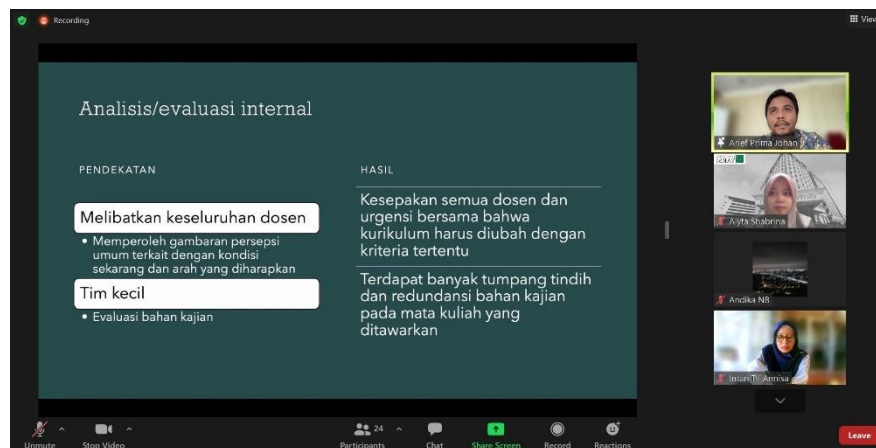 Recording
View
Analisis/evaluasi internal
PENDEKATAN
Melibatkan keseluruhan dosen
• Memperoleh gambaran persepsi
umum terkait dengan kondisi
sekarang dan arah yang diharapkan
Tim kecil
• Evaluasi bahan kajian
HASIL
Kesepakan semua dosen dan
urgensi bersama bahwa
kurikulum harus diubah dengan
kriteria tertentu
Terdapat banyak tumpang tindih
dan redundansi bahan kajian
pada mata kuliah yang
ditawarkan
Arief Prima Johan
Alyta Shabrina
Andika NB
Intan Tri Annisa
Unmute
Stop Video
24
Participants
Chat
Share Screen
Record
Reactions
Leave